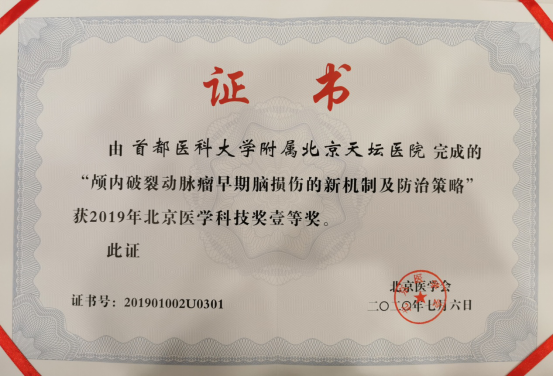 证书
由首都医科大学附属北京天坛医院完成的
“颅内破裂动脉瘤早期脑损伤的新机制及防治策略”
获2019年北京医学科技奖壹等奖。
此证
北京医学会
证书号：201901002U0301
二〇二〇年七月六日